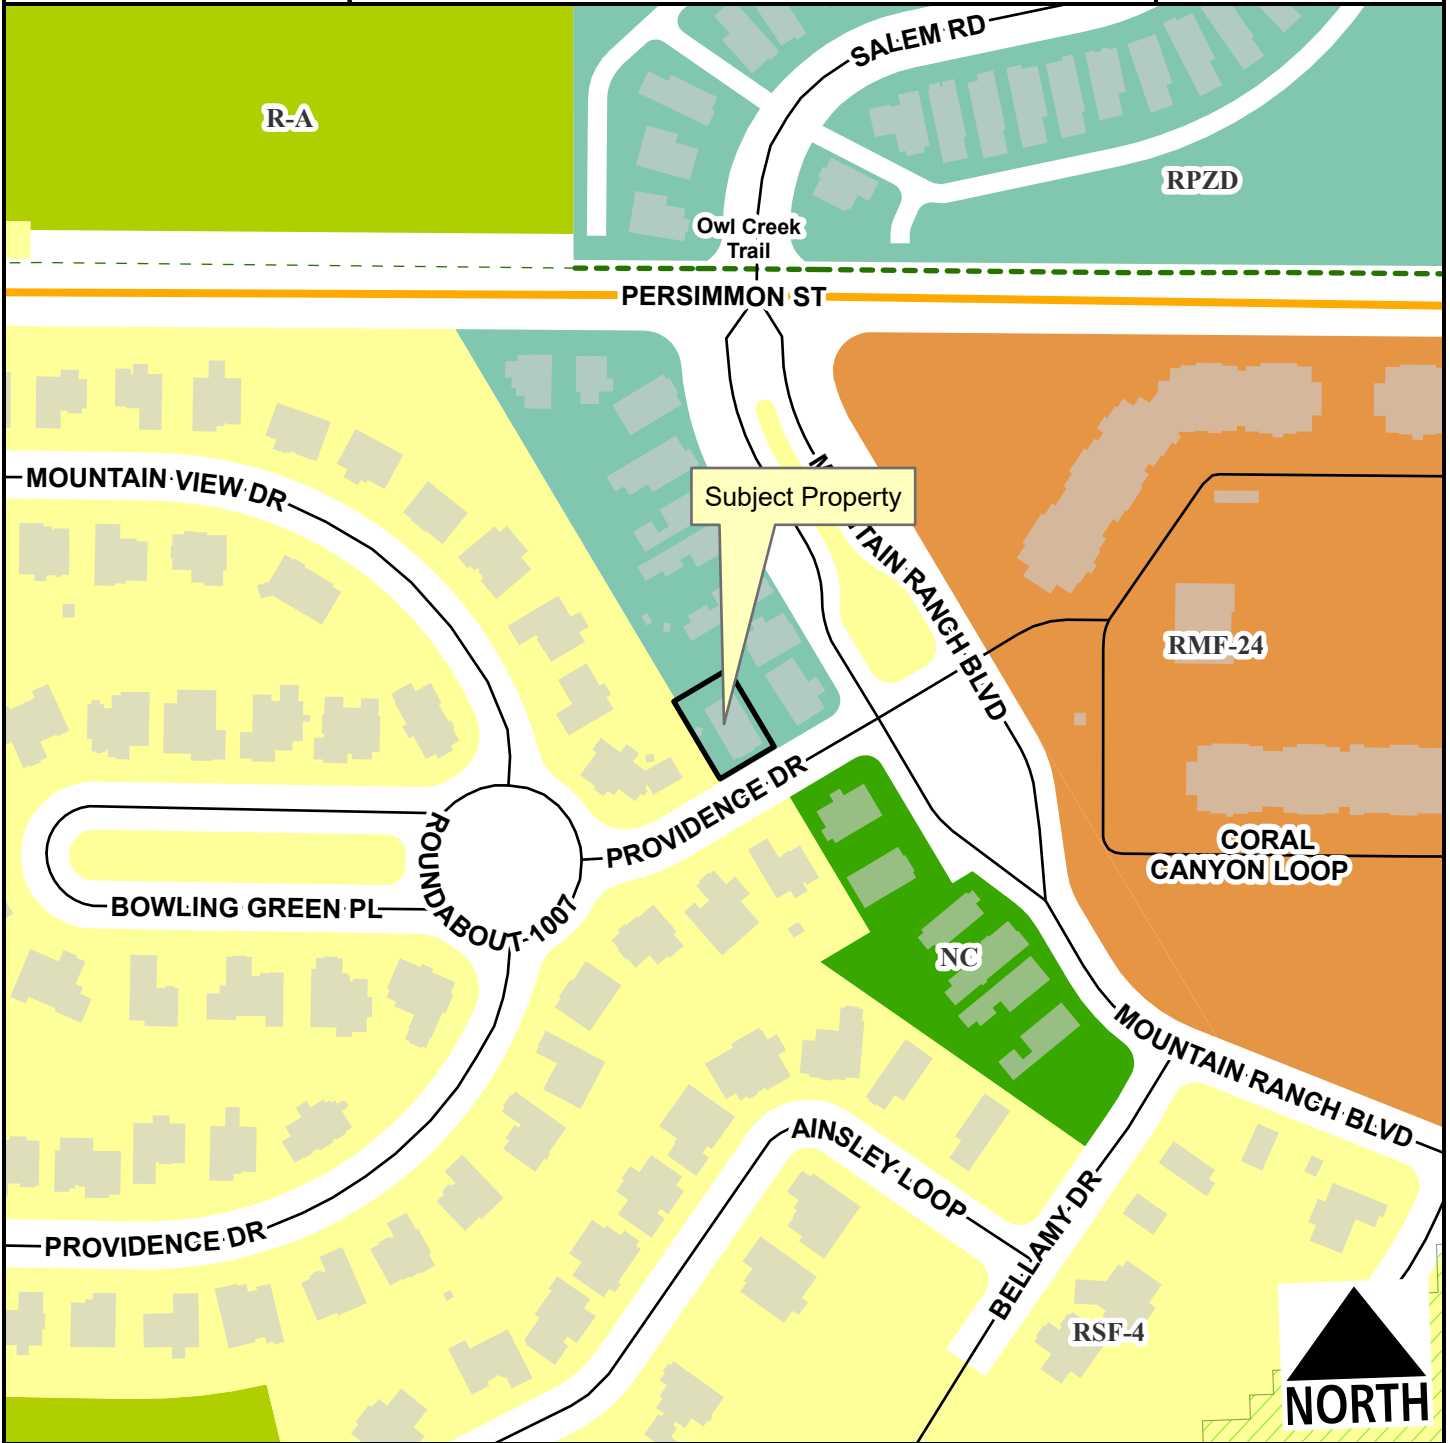 SALEM RD
R-A
RPZD
Owl Creek
Trail
PERSIMMON ST
MOUNTAIN VIEW DR
Subject Property
TAIN RANCH BLVD
RMF-24
PROVIDENCE DR
ROUNDABOUT-1007
CORAL
CANYON LOOP
BOWLING GREEN PL
NC
MOUNTAIN RANCH BLVD
AINSLEY LOOP
BELLAMY DR
PROVIDENCE DR
RSF-4
NORTH